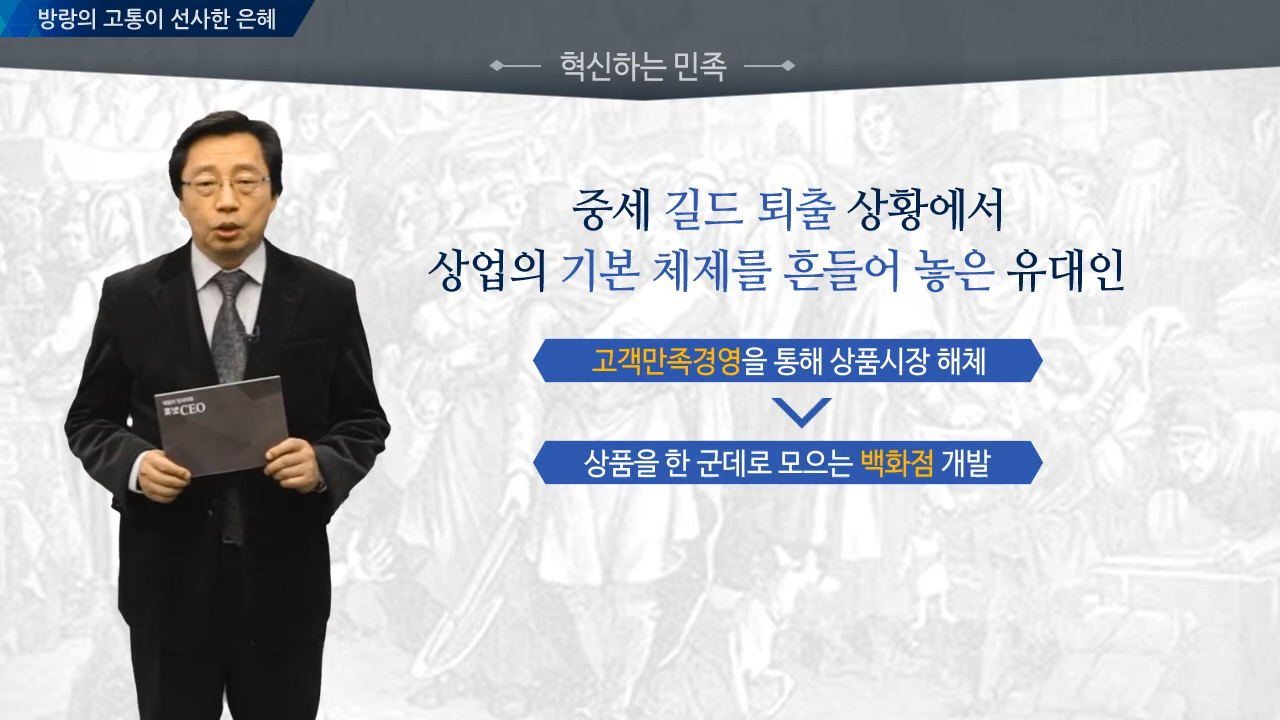 방랑의 고통이 선사한 은혜
혁신하는 민족
중세 길드 퇴출 상황에서
상업의 기본 체제를 흔들어 놓은 유대인
고객만족경영을 통해 상품시장 해체
상품을 한 군데로 모으는 백화점 개발
CEO